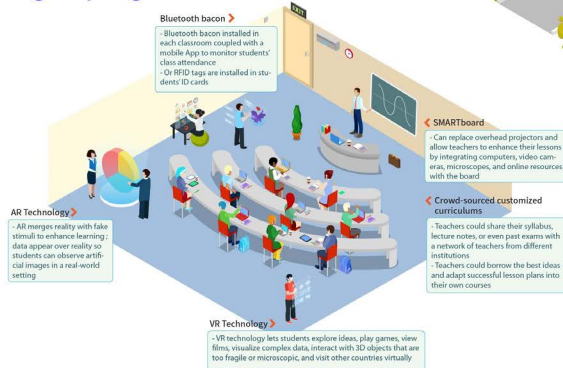 Bluetooth bacon
- Bluetooth bacon installed in
each classroom coupled with a
mobile App to monitor students'
class attendance
- Or RFID tags are installed in stu-
dents' ID cards
EXIT
SMARTboard
- Can replace overhead projectors and
allow teachers to enhance their lessons
by integrating computers, video cam-
eras, microscopes, and online resources
with the board
Crowd-sourced customized
curriculums
- Teachers could share their syllabus,
lecture notes, or even past exams with
a network of teachers from different
institutions
- Teachers could borrow the best ideas
and adapt successful lesson plans into
their own courses
AR Technology
- AR merges reality with fake
stimuli to enhance learning ;
data appear over reality so
students can observe artifi-
cial images in a real-world
setting
VR Technology
- VR technology lets students explore ideas, play games, view
films, visualize complex data, interact with 3D objects that are
too fragile or microscopic, and visit other countries virtually